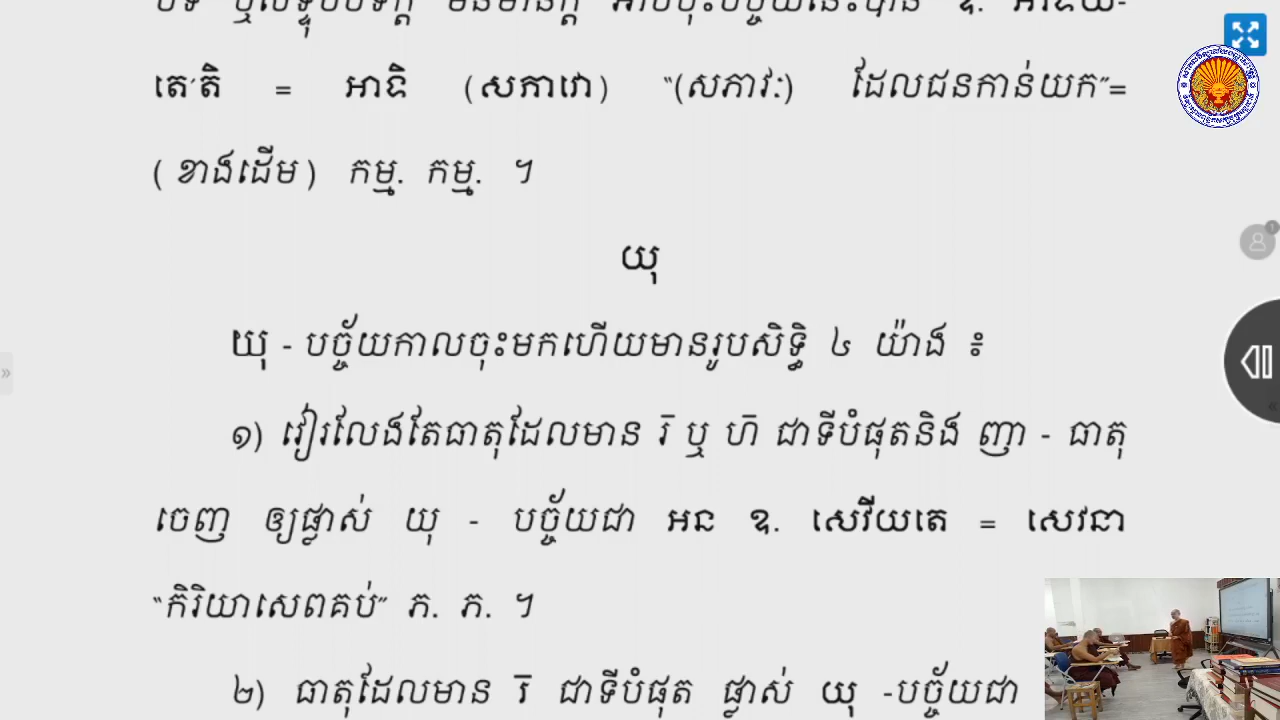 តេ′តិ = អាទិ (សភាវោ) “(សភាវៈ) ដែលជនកាន់យក”=
(ខាងដើម) កម្ម. កម្ម. ។
យុ
យុ - បច្ច័យកាលចុះមកហើយមានរូបសិទ្ធិ ៤ យ៉ាង ៖
១) វៀរលែងតែធាតុដែលមាន រ៑ ឬ ហ៑ ជាទីបំផុតនិង ញា - ធាតុ
ចេញ ឲ្យផ្លាស់ យុ - បច្ច័យជា អន ឧ. សេវីយតេ = សេវនា
“កិរិយាសេពគប់” ភ. ភ. ។
២) ធាតុដែលមាន រ៑ ជាទីបំផុត ផ្លាស់ យុ -បច្ច័យជា